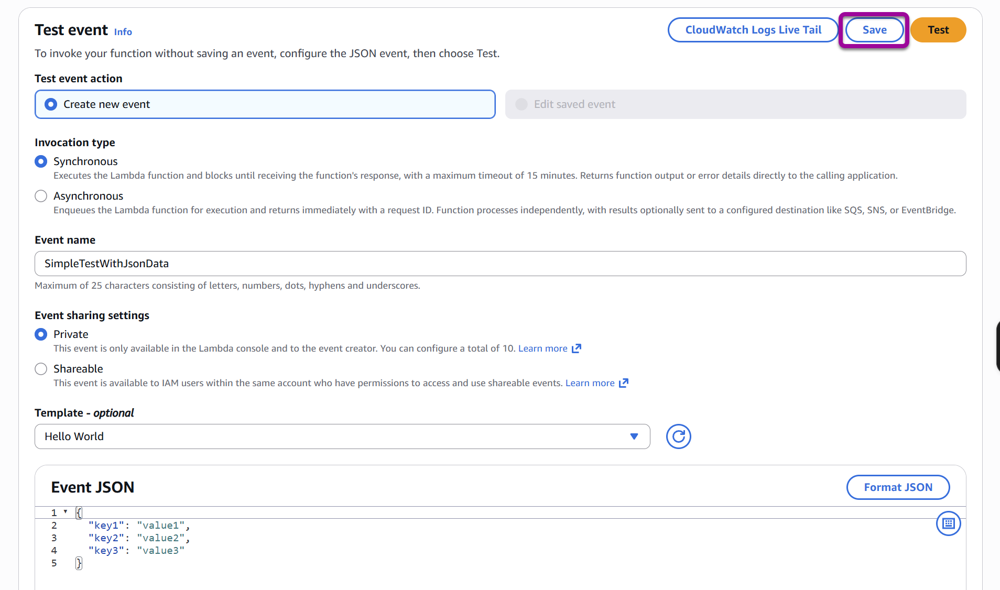 Test event Info
CloudWatch Logs Live Tail
Save
Test
To invoke your function without saving an event, configure the JSON event, then choose Test.
Test event action
Create new event
Edit saved event
Invocation type
Synchronous
Executes the Lambda function and blocks until receiving the function's response, with a maximum timeout of 15 minutes. Returns function output or error details directly to the calling application.
Asynchronous
Enqueues the Lambda function for execution and returns immediately with a request ID. Function processes independently, with results optionally sent to a configured destination like SQS, SNS, or EventBridge.
Event name
SimpleTestWithJsonData
Maximum of 25 characters consisting of letters, numbers, dots, hyphens and underscores.
Event sharing settings
Private
This event is only available in the Lambda console and to the event creator. You can configure a total of 10. Learn more
Shareable
This event is available to IAM users within the same account who have permissions to access and use shareable events. Learn more
Template - optional
Hello World
Event JSON
Format JSON
1 {
2 "key1": "value1",
3 "key2": "value2",
4 "key3": "value3"
5 }